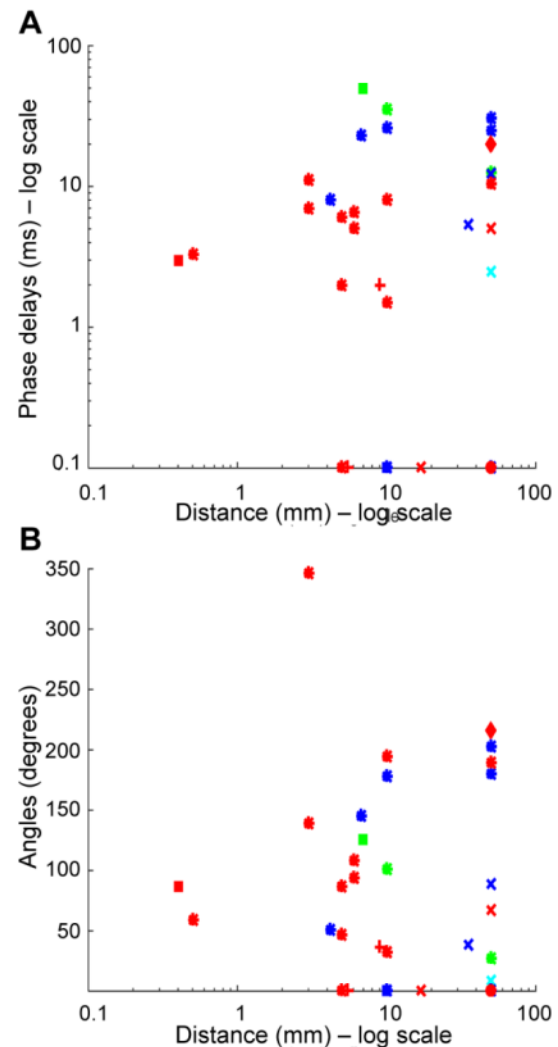 A
100
10
1
0.1
Phase delays (ms) – log scale
0.1 1 10 100
Distance (mm) – log scale
B
350
300
250
200
150
100
50
Angles (degrees)
0.1 1 10 100
Distance (mm) – log scale